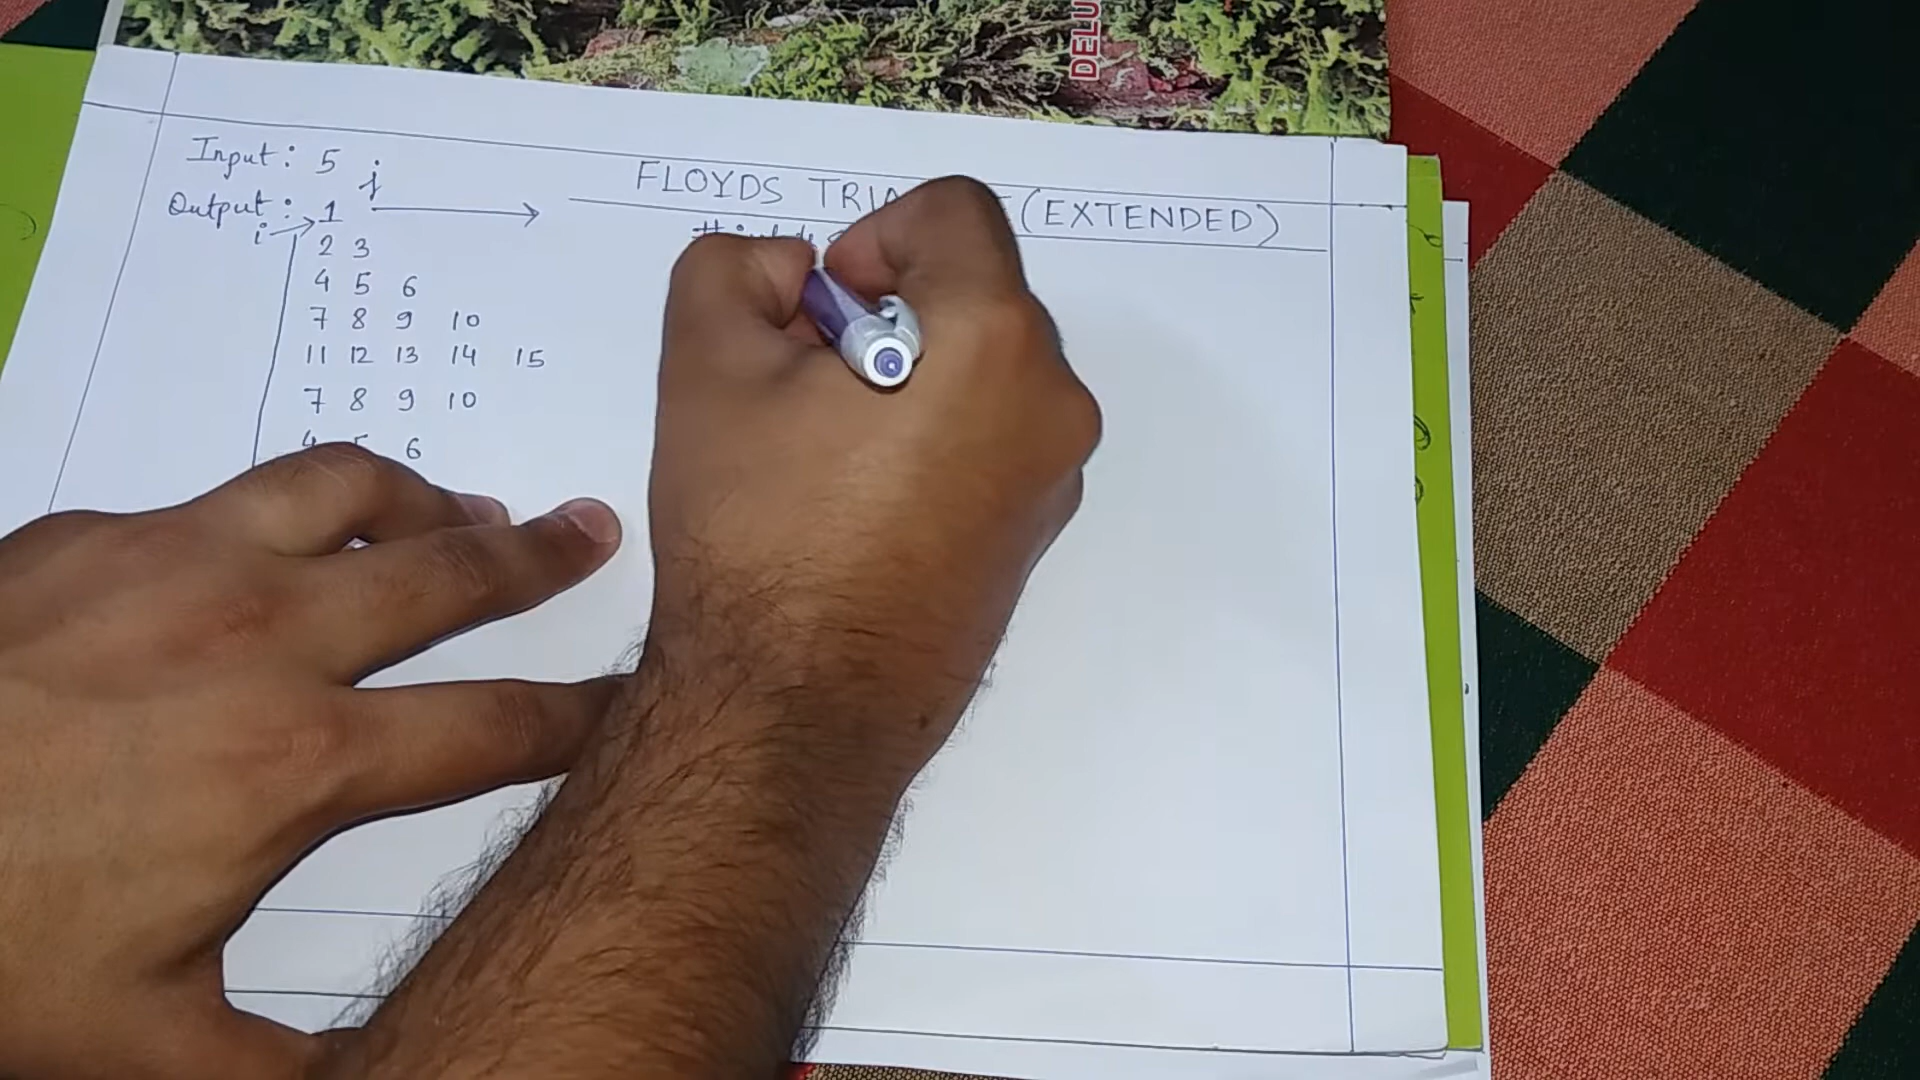 Input: 5
j
Output: 1
i
2 3
4 5 6
7 8 9 10
11 12 13 14 15
7 8 9 10
6
FLOYDS (EXTENDED)
DELU